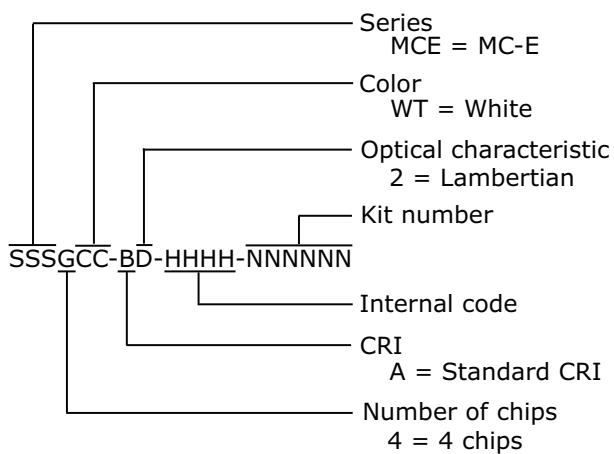 Series
MCE = MC-E
Color
WT = White
Optical characteristic
2 = Lambertian
Kit number
SSSGCC-BD-HHHH-NNNNNN
Internal code
CRI
A = Standard CRI
Number of chips
4 = 4 chips